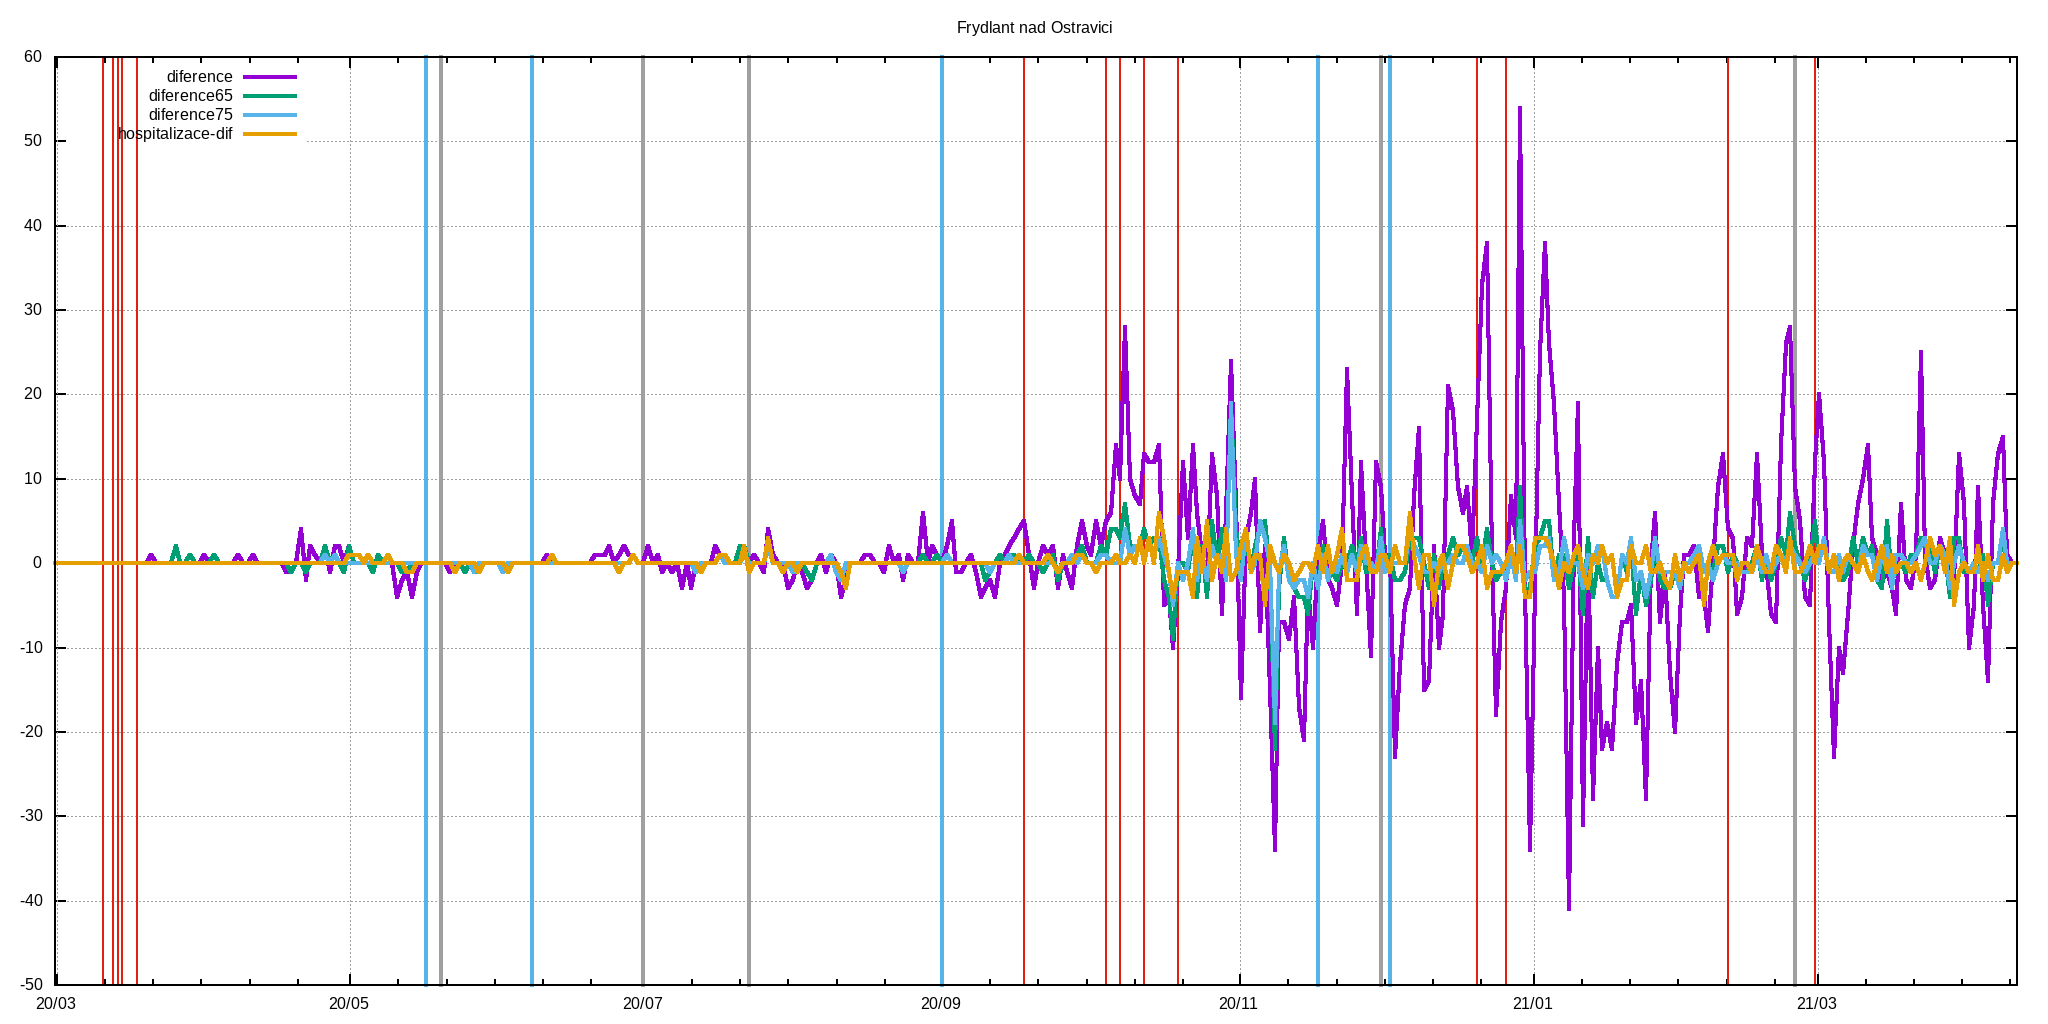 Frydlant nad Ostravici
60
50
40
30
20
10
0
-10
-20
-30
-40
-50
diference
diference65
diference75
hospitalizace-dif
20/03 20/05 20/07 20/09 20/11 21/01 21/03